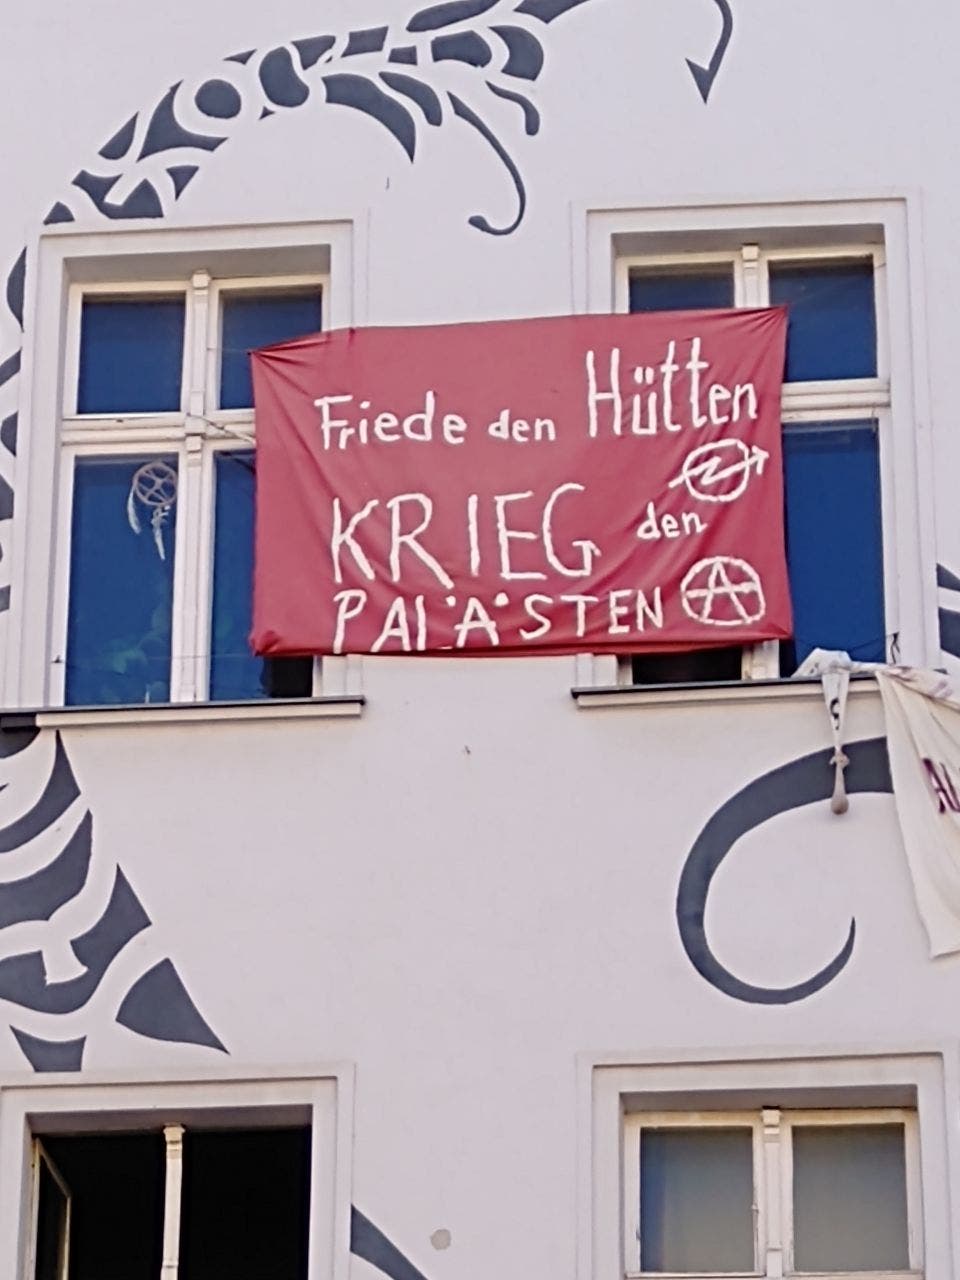 Friede den Hütten
KRIEG den
PALÄSTEN